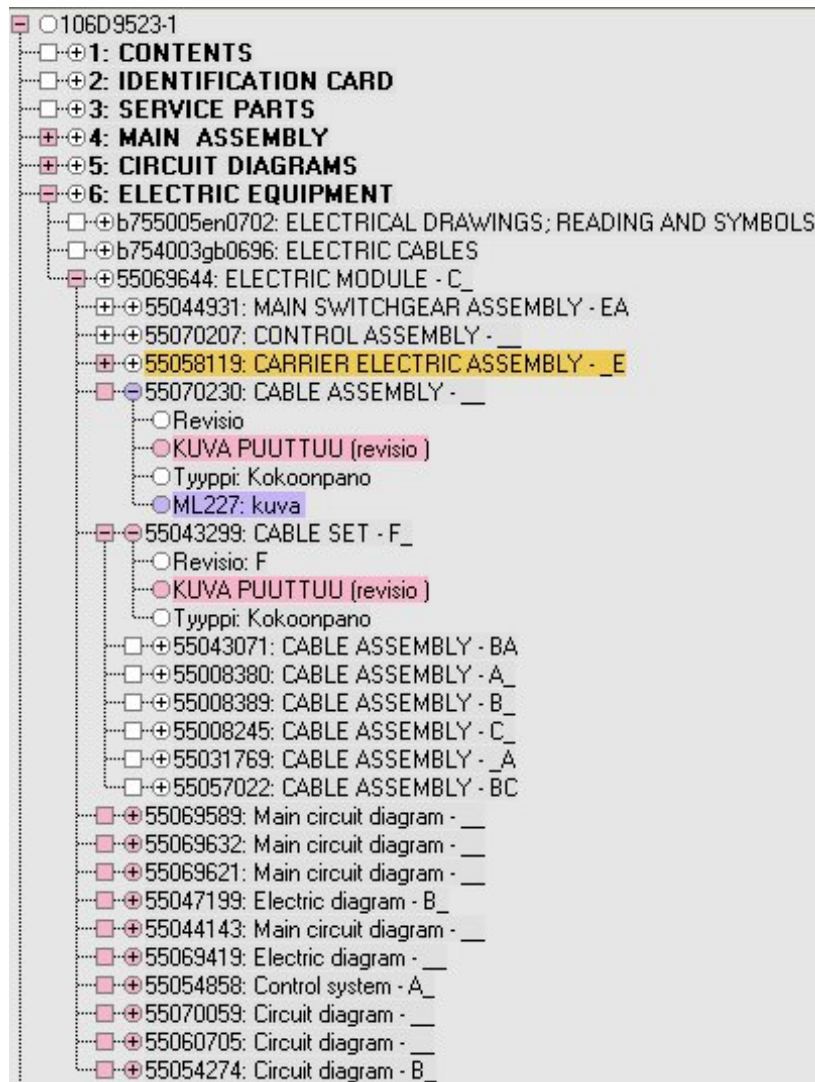 106D9523-1
1: CONTENTS
2: IDENTIFICATION CARD
3: SERVICE PARTS
4: MAIN ASSEMBLY
5: CIRCUIT DIAGRAMS
6: ELECTRIC EQUIPMENT
b755005en0702: ELECTRICAL DRAWINGS; READING AND SYMBOLS
b754003gb0696: ELECTRIC CABLES
55069644: ELECTRIC MODULE - C_
55044931: MAIN SWITCHGEAR ASSEMBLY - EA
55070207: CONTROL ASSEMBLY - __
55058119: CARRIER ELECTRIC ASSEMBLY - _E
55070230: CABLE ASSEMBLY - __
Revisio
KUVA PUUTTUU (revisio )
Tyyppi: Kokoonpano
ML227: kuva
55043299: CABLE SET - F_
Revisio: F
KUVA PUUTTUU (revisio )
Tyyppi: Kokoonpano
55043071: CABLE ASSEMBLY - BA
55008380: CABLE ASSEMBLY - A_
55008389: CABLE ASSEMBLY - B_
55008245: CABLE ASSEMBLY - C_
55031769: CABLE ASSEMBLY - _A
55057022: CABLE ASSEMBLY - BC
55069589: Main circuit diagram - __
55069632: Main circuit diagram - __
55069621: Main circuit diagram - __
55047199: Electric diagram - B_
55044143: Main circuit diagram - __
55069419: Electric diagram - __
55054858: Control system - A_
55070059: Circuit diagram - __
55060705: Circuit diagram - __
55054274: Circuit diagram - B_